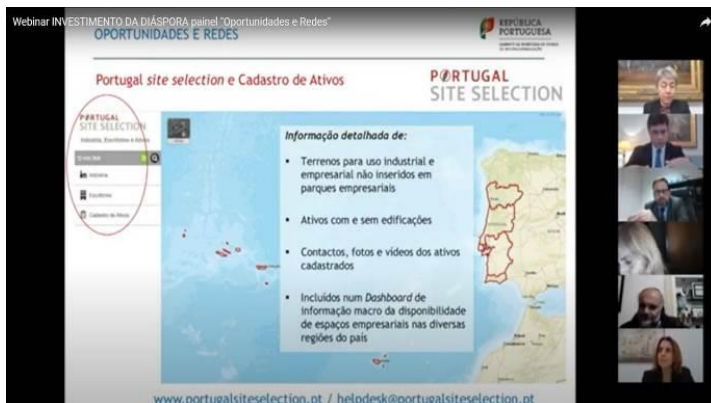 Webinar INVESTIMENTO DA DIÁSPORA painel "Oportunidades e Redes"
OPORTUNIDADES E REDES
REPÚBLICA
PORTUGUESA
Portugal site selection e Cadastro de Ativos
PORTUGAL
SITE SELECTION
PORTUGAL
SITE SELECTION
Indústria
Escritórios
Cadastro de Ativos
Informação detalhada de:
▪ Terrenos para uso industrial e
empresarial não inseridos em
parques empresariais
▪ Ativos com e sem edificações
▪ Contactos, fotos e vídeos dos ativos
cadastrados
▪ Incluídos num Dashboard de
informação macro da disponibilidade
de espaços empresariais nas diversas
regiões do país
www.portugalsiteselection.pt / helpdesk@portugalsiteselection.pt